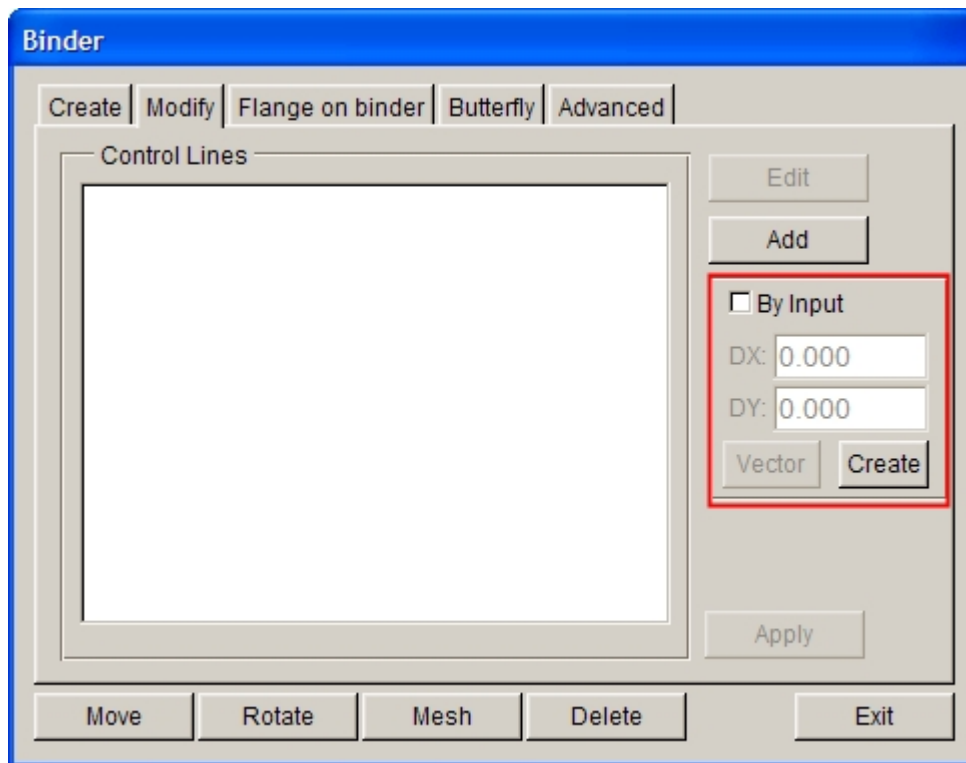 Binder
Create Modify Flange on binder Butterfly Advanced
Control Lines
Edit
Add
By Input
DX: 0.000
DY: 0.000
Vector Create
Apply
Move Rotate Mesh Delete Exit